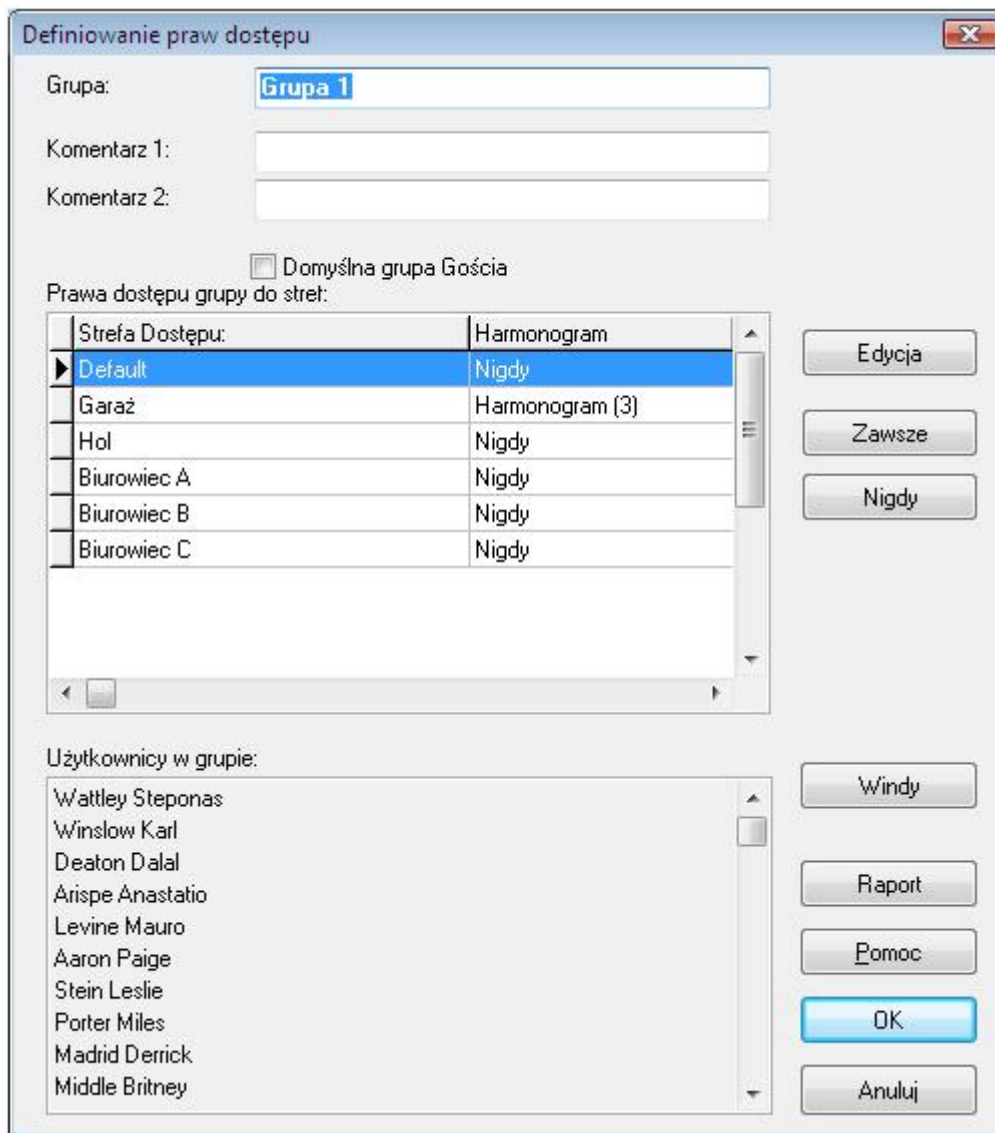 Definiowanie praw dostępu
Grupa: Grupa 1
Komentarz 1:
Komentarz 2:
Domyślna grupa Gościa
Prawa dostępu grupy do stref:
Strefa Dostępu: Harmonogram
Default Nigdy
Garaż Harmonogram (3)
Hol Nigdy
Biurowiec A Nigdy
Biurowiec B Nigdy
Biurowiec C Nigdy
Edycja
Zawsze
Nigdy
Użytkownicy w grupie:
Wattley Steponas
Winslow Karl
Deaton Dalal
Arispe Anastatio
Levine Mauro
Aaron Paige
Stein Leslie
Porter Miles
Madrid Derrick
Middle Britney
Windy
Raport
Pomoc
OK
Anuluj